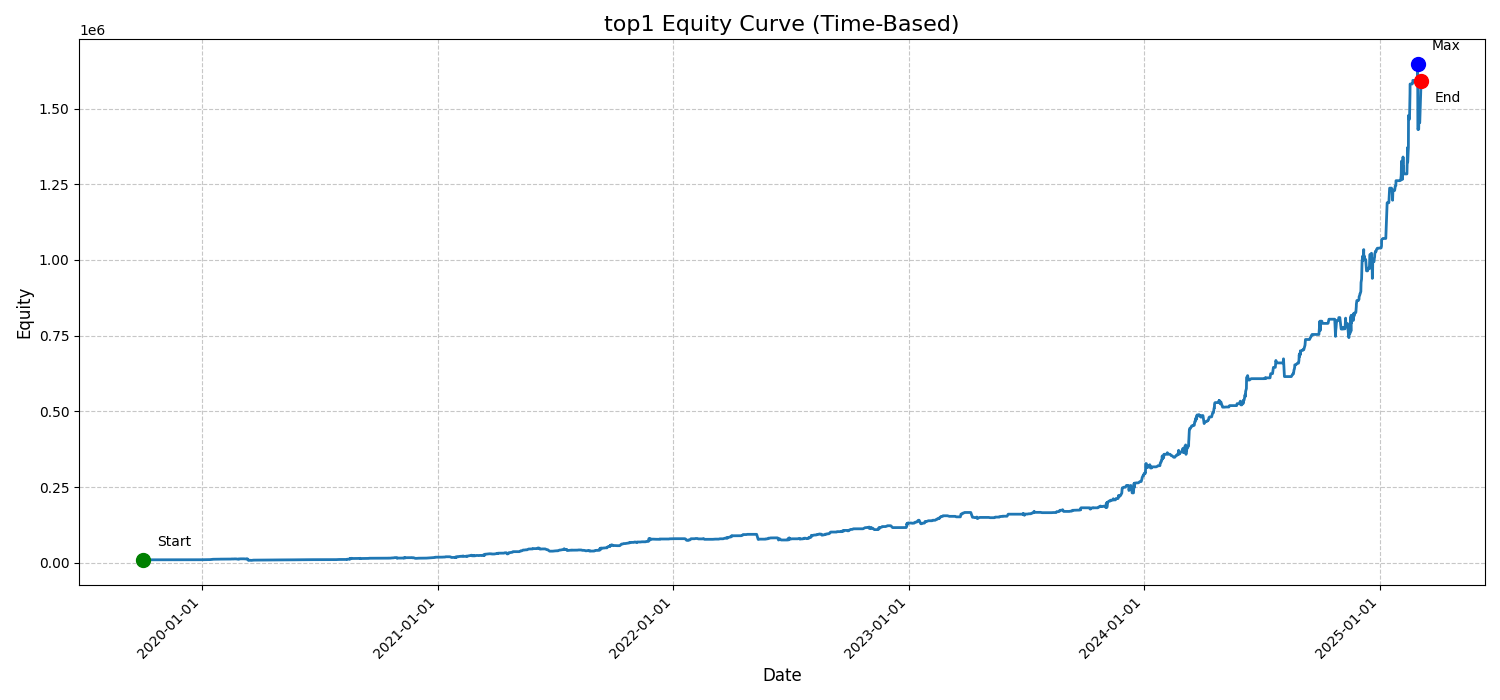 top1 Equity Curve (Time-Based)
1e6
Max
End
1.50
1.25
1.00
0.75
0.50
0.25
0.00
Equity
Start
2020-01-01
2021-01-01
2022-01-01
2023-01-01
2024-01-01
2025-01-01
Date